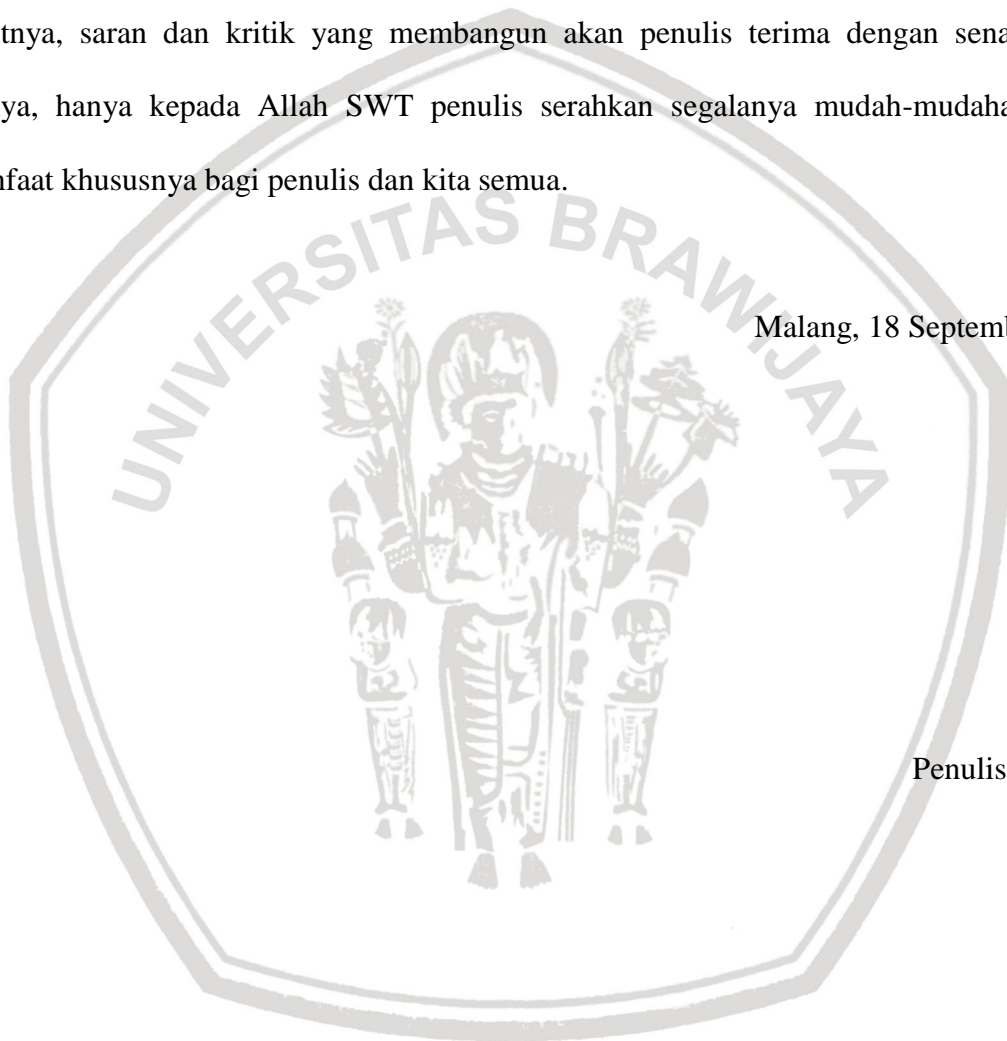 tnya, saran dan kritik yang membangun akan penulis terima dengan sena
ya, hanya kepada Allah SWT penulis serahkan segalanya mudah-mudaha
nfaat khususnya bagi penulis dan kita semua.
UNIVERSITAS BRAWIJAYA
Malang, 18 Septemb
Penulis